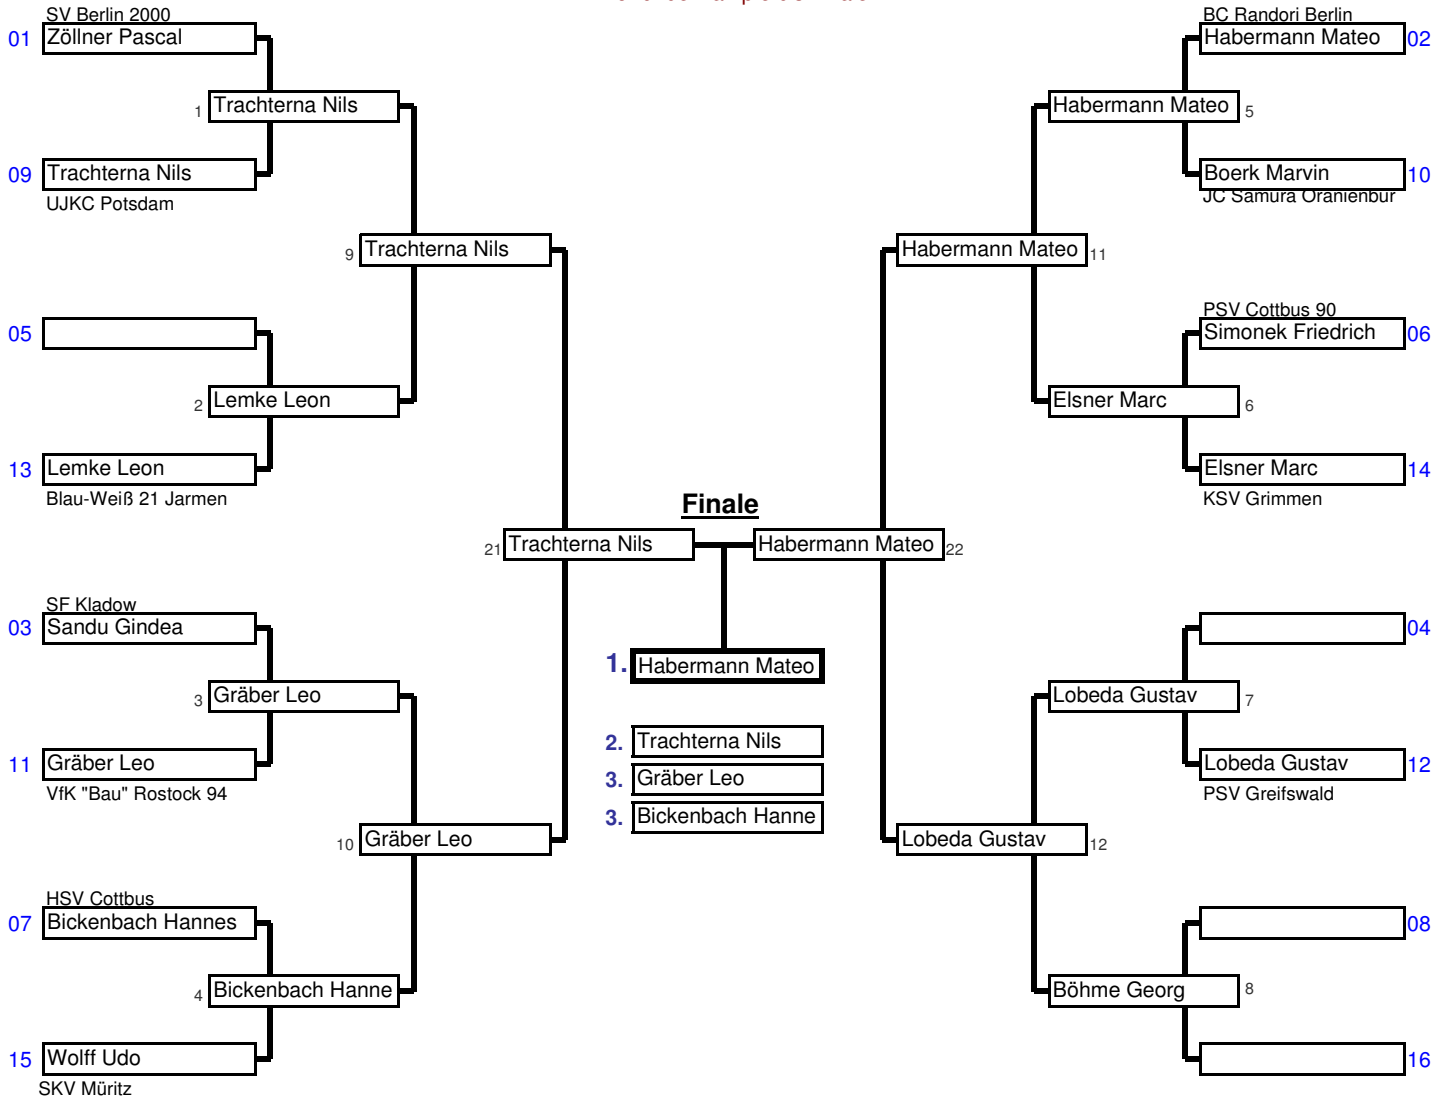 SV Berlin 2000
01 Zöllner Pascal
1 Trachterna Nils
09 Trachterna Nils
UJKC Potsdam
9 Trachterna Nils
05
2 Lemke Leon
13 Lemke Leon
Blau-Weiß 21 Jarmen
21 Trachterna Nils
SF Kladow
03 Sandu Gindea
3 Gräber Leo
11 Gräber Leo
VfK "Bau" Rostock 94
10 Gräber Leo
HSV Cottbus
07 Bickenbach Hannes
4 Bickenbach Hanne
15 Wolff Udo
SKV Müritz
Finale
1. Habermann Mateo
2. Trachterna Nils
3. Gräber Leo
3. Bickenbach Hanne
BC Randori Berlin
Habermann Mateo 02
Habermann Mateo 5
Boerk Marvin 10
JC Samura Oranienbur
Habermann Mateo 11
PSV Cottbus 90
Simonek Friedrich 06
Elsner Marc 6
Elsner Marc 14
KSV Grimmen
Habermann Mateo 22
04
Lobeda Gustav 7
Lobeda Gustav 12
PSV Greifswald
Lobeda Gustav 12
08
Böhme Georg 8
16